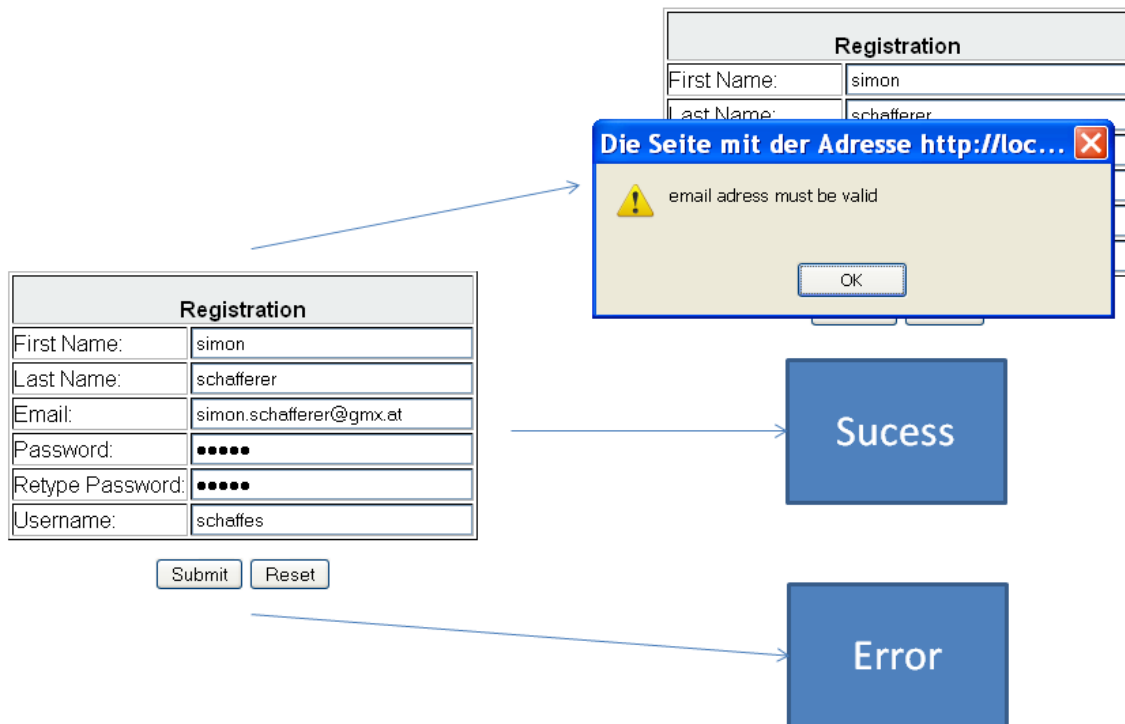 Registration
First Name: simon
Last Name: schafferer
Die Seite mit der Adresse http://loc...
email adress must be valid
OK
Registration
First Name: simon
Last Name: schafferer
Email: simon.schafferer@gmx.at
Password: •••••
Retype Password: •••••
Username: schaffes
Submit Reset
Sucess
Error